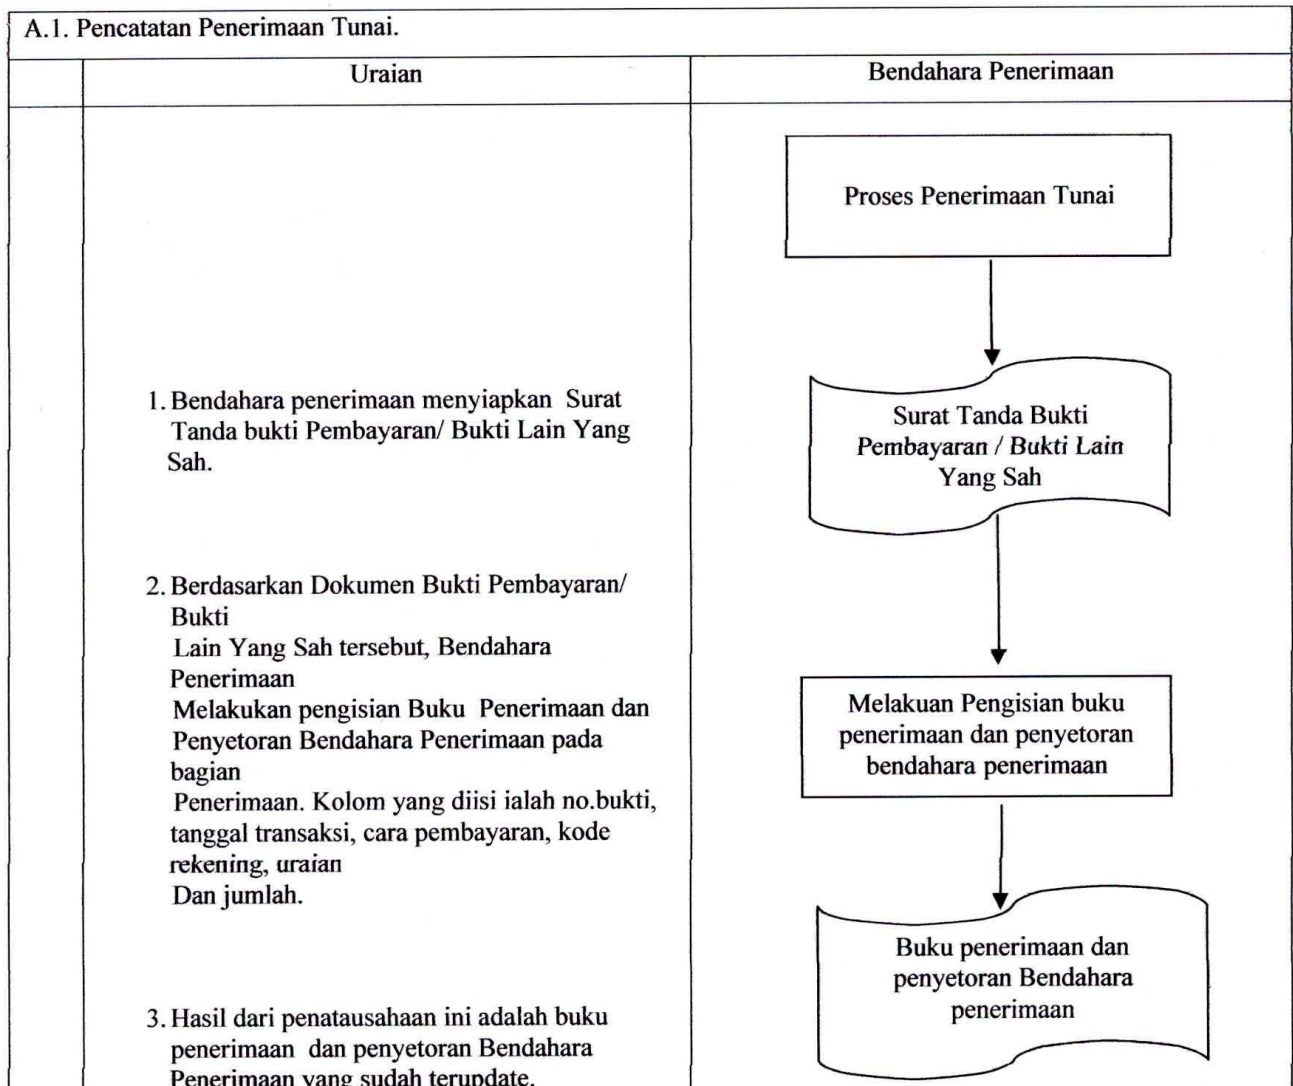 A.1. Pencatatan Penerimaan Tunai.
Uraian
Bendahara Penerimaan
Proses Penerimaan Tunai
1. Bendahara penerimaan menyiapkan Surat
Tanda bukti Pembayaran/ Bukti Lain Yang
Sah.
Surat Tanda Bukti
Pembayaran / Bukti Lain
Yang Sah
2. Berdasarkan Dokumen Bukti Pembayaran/
Bukti
Lain Yang Sah tersebut, Bendahara
Penerimaan
Melakukan pengisian Buku Penerimaan dan
Penyetoran Bendahara Penerimaan pada
bagian
Penerimaan. Kolom yang diisi ialah no.bukti,
tanggal transaksi, cara pembayaran, kode
rekening, uraian
Dan jumlah.
Melakuan Pengisian buku
penerimaan dan penyetoran
bendahara penerimaan
Buku penerimaan dan
penyetoran Bendahara
penerimaan
3. Hasil dari penatausahaan ini adalah buku
penerimaan dan penyetoran Bendahara
Penerimaan yang sudah terupdate.